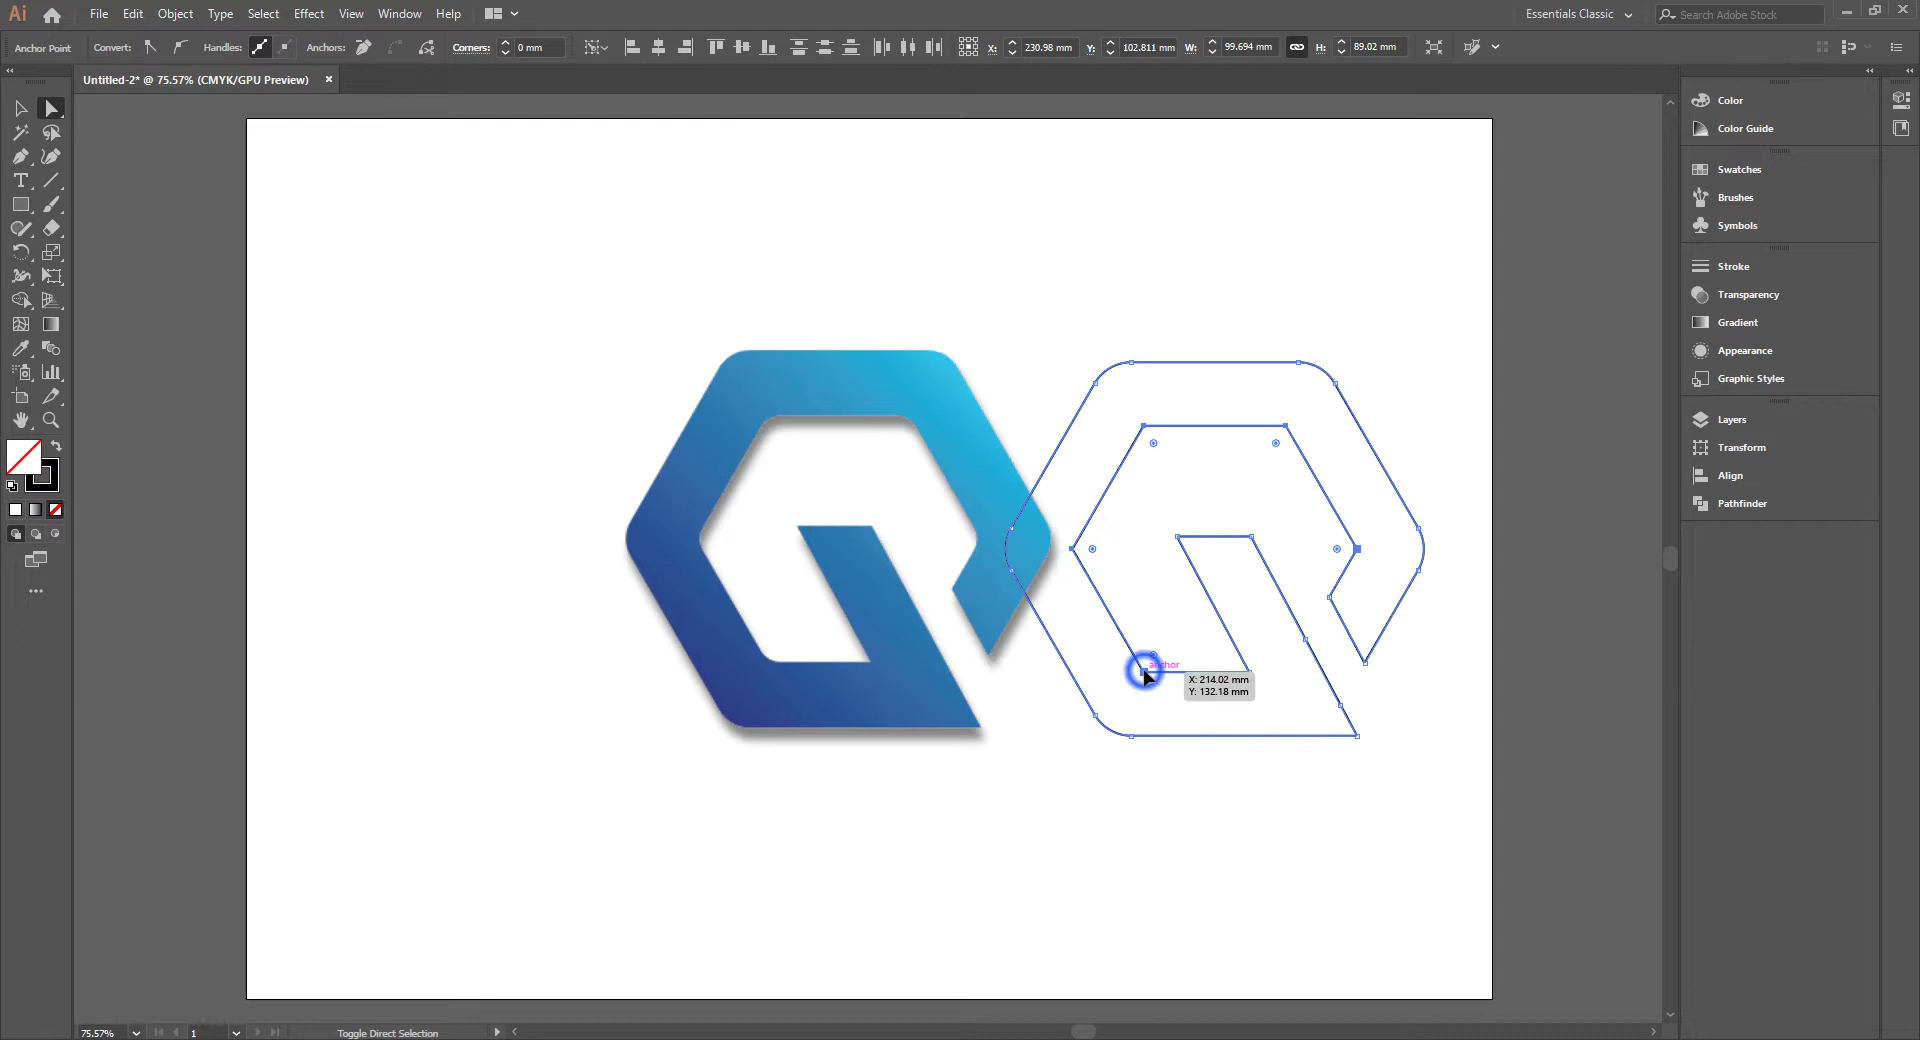 Ai File Edit Object Type Select Effect View Window Help Essentials Classic Search Adobe Stock
Anchor Point Convert: Handles: Anchors: Corners: 0 mm X: 230.98 mm Y: 102.811 mm W: 99.694 mm H: 89.02 mm
Untitled-2* @ 75.57% (CMYK/GPU Preview)
Color
Color Guide
Swatches
Brushes
Symbols
Stroke
Transparency
Gradient
Appearance
Graphic Styles
Layers
Transform
Align
Pathfinder
anchor
X: 214.02 mm
Y: 132.18 mm
75.57% 1 Toggle Direct Selection